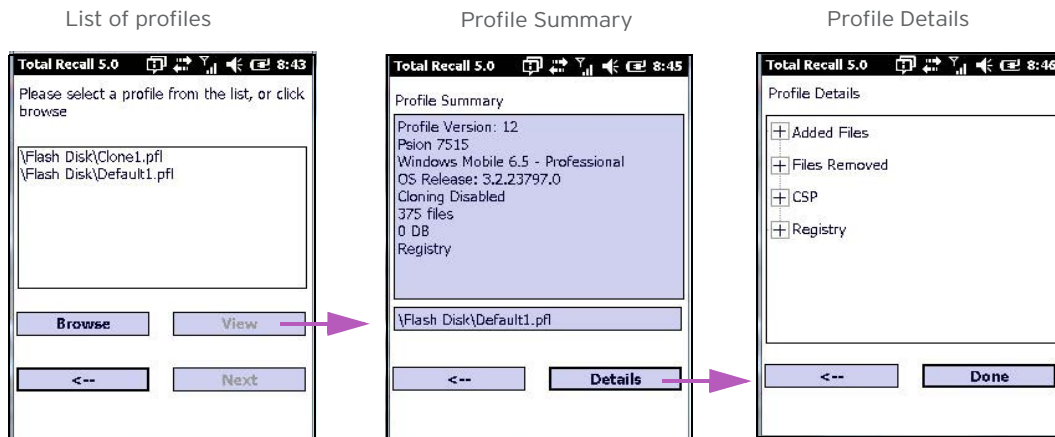 List of profiles
Total Recall 5.0 8:43
Please select a profile from the list, or click
browse
\Flash Disk\Clone1.pfl
\Flash Disk\Default1.pfl
Browse View
<-- Next
Profile Summary
Total Recall 5.0 8:45
Profile Summary
Profile Version: 12
Psion 7515
Windows Mobile 6.5 - Professional
OS Release: 3.2.23797.0
Cloning Disabled
375 files
0 DB
Registry
\Flash Disk\Default1.pfl
<-- Details
Profile Details
Total Recall 5.0 8:46
Profile Details
Added Files
Files Removed
CSP
Registry
<-- Done